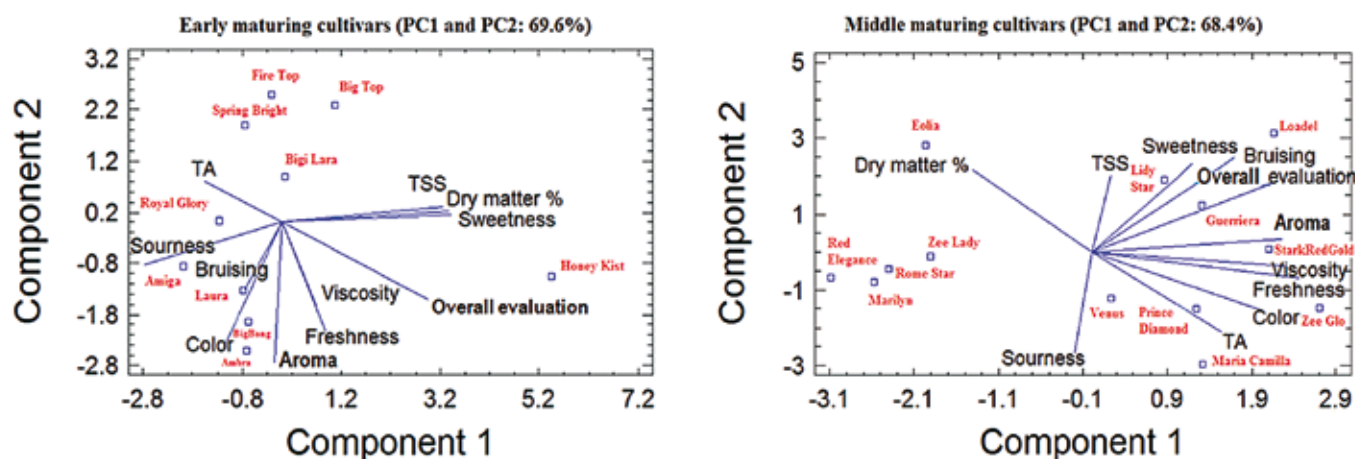 Early maturing cultivars (PC1 and PC2: 69.6%)
3.2
2.2
1.2
0.2
-0.8
-1.8
-2.8
Component 2
Fire Top
Big Top
Spring Bright
Bigi Lara
TA
TSS
Dry matter %
Sweetness
Royal Glory
Sourness
Bruising
Amiga
Laura
Honey Kist
Viscosity
Overall evaluation
BigBang
Color
Freshness
Ambra
Aroma
-2.8
-0.8
1.2
3.2
5.2
7.2
Component 1
Middle maturing cultivars (PC1 and PC2: 68.4%)
5
3
1
-1
-3
Component 2
Eolia
Loadel
Dry matter %
TSS
Sweetness
Bruising
Lidy
Star
Overall evaluation
Guerriera
Aroma
StarkRedGold
Red
Elegance
Zee Lady
Rome Star
Marilyn
Viscosity
Freshness
Venus
Prince
Diamond
Color
Zee Glo
TA
Sourness
Maria Camilla
-3.1
-2.1
-1.1
-0.1
0.9
1.9
2.9
Component 1